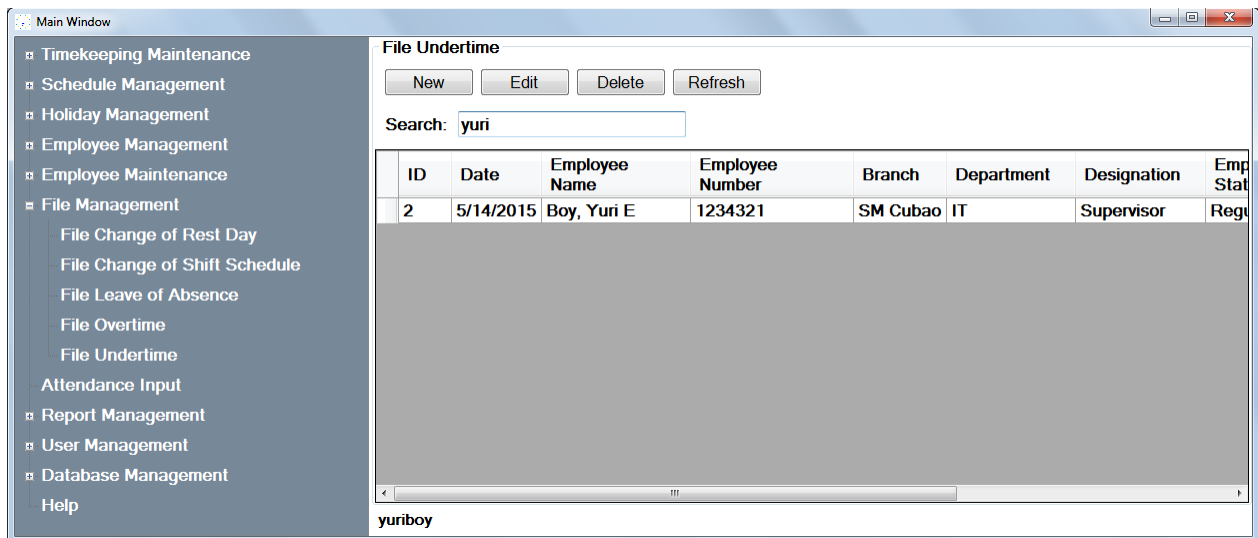 Main Window
Timekeeping Maintenance
Schedule Management
Holiday Management
Employee Management
Employee Maintenance
File Management
File Change of Rest Day
File Change of Shift Schedule
File Leave of Absence
File Overtime
File Undertime
Attendance Input
Report Management
User Management
Database Management
Help
File Undertime
New Edit Delete Refresh
Search: yuri
ID Date Employee Name Employee Number Branch Department Designation Emp Stat
2 5/14/2015 Boy, Yuri E 1234321 SM Cubao IT Supervisor Regu
yuriboy